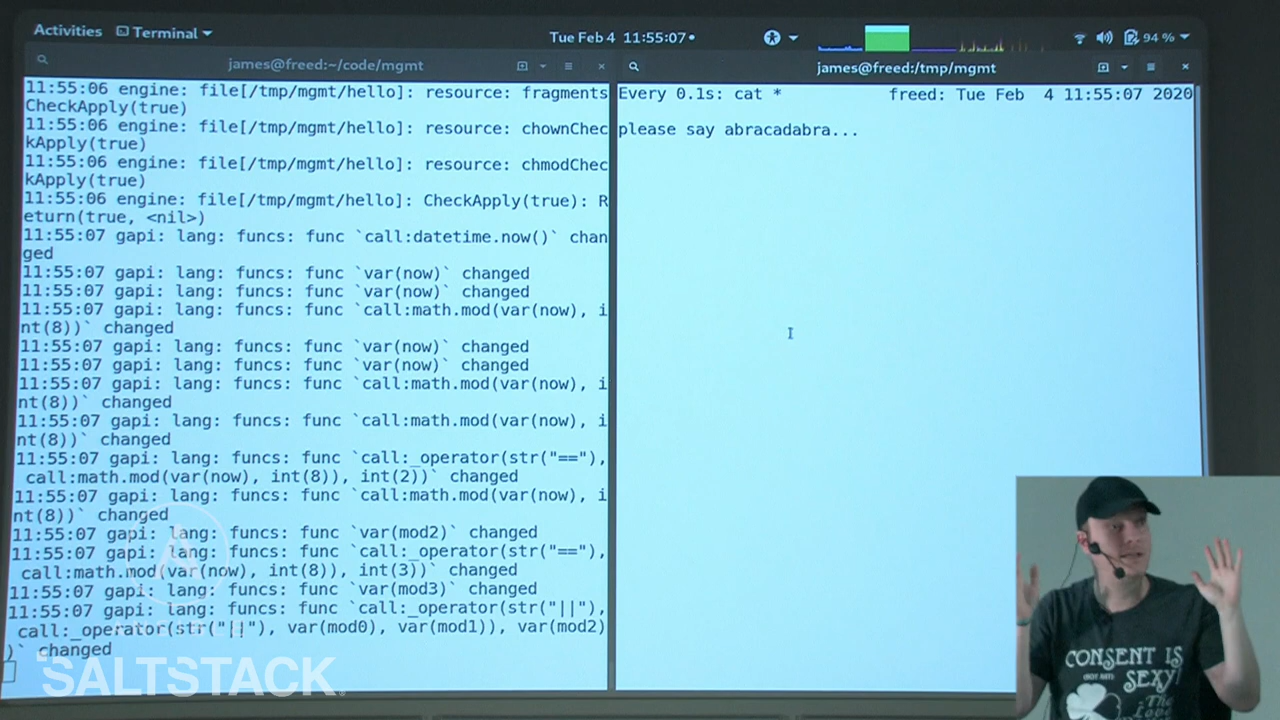 Activities Terminal Tue Feb 4 11:55:07 94 %
james@freed:~/code/mgmt
james@freed:/tmp/mgmt
11:55:06 engine: file[/tmp/mgmt/hello]: resource: fragments
CheckApply(true)
11:55:06 engine: file[/tmp/mgmt/hello]: resource: chownChec
kApply(true)
11:55:06 engine: file[/tmp/mgmt/hello]: resource: chmodChec
kApply(true)
11:55:06 engine: file[/tmp/mgmt/hello]: CheckApply(true): R
eturn(true, <nil>)
11:55:07 gapi: lang: funcs: func `call:datetime.now()` chan
ged
11:55:07 gapi: lang: funcs: func `var(now)` changed
11:55:07 gapi: lang: funcs: func `var(now)` changed
11:55:07 gapi: lang: funcs: func `call:math.mod(var(now), i
nt(8))` changed
11:55:07 gapi: lang: funcs: func `var(now)` changed
11:55:07 gapi: lang: funcs: func `var(now)` changed
11:55:07 gapi: lang: funcs: func `call:math.mod(var(now), i
nt(8))` changed
11:55:07 gapi: lang: funcs: func `call:math.mod(var(now), i
nt(8))` changed
11:55:07 gapi: lang: funcs: func `call:_operator(str("=="),
call:math.mod(var(now), int(8)), int(2))` changed
11:55:07 gapi: lang: funcs: func `call:math.mod(var(now), i
nt(8))` changed
11:55:07 gapi: lang: funcs: func `var(mod2)` changed
11:55:07 gapi: lang: funcs: func `call:_operator(str("=="),
call:math.mod(var(now), int(8)), int(3))` changed
11:55:07 gapi: lang: funcs: func `var(mod3)` changed
11:55:07 gapi: lang: funcs: func `call:_operator(str("||"),
call:_operator(str("||"), var(mod0), var(mod1)), var(mod2)
)` changed
Every 0.1s: cat * freed: Tue Feb 4 11:55:07 2020
please say abracadabra...
SALTSTACK
CONSENT IS
SEXY!
The